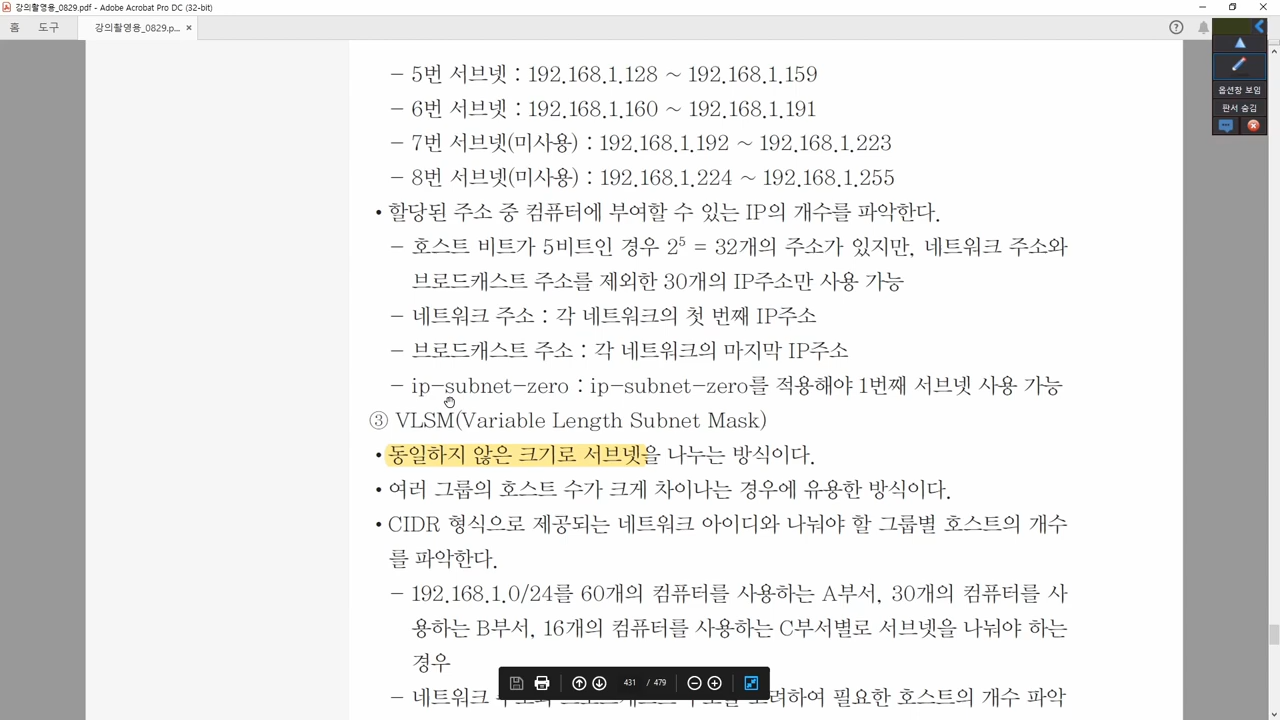 강의촬영용_0829.pdf - Adobe Acrobat Pro DC (32-bit)
홈 도구 강의촬영용_0829.p... ×
옵션창 보임
판서 숨김
- 5번 서브넷 : 192.168.1.128 ~ 192.168.1.159
- 6번 서브넷 : 192.168.1.160 ~ 192.168.1.191
- 7번 서브넷(미사용) : 192.168.1.192 ~ 192.168.1.223
- 8번 서브넷(미사용) : 192.168.1.224 ~ 192.168.1.255
• 할당된 주소 중 컴퓨터에 부여할 수 있는 IP의 개수를 파악한다.
- 호스트 비트가 5비트인 경우 2⁵ = 32개의 주소가 있지만, 네트워크 주소와
브로드캐스트 주소를 제외한 30개의 IP주소만 사용 가능
- 네트워크 주소 : 각 네트워크의 첫 번째 IP주소
- 브로드캐스트 주소 : 각 네트워크의 마지막 IP주소
- ip-subnet-zero : ip-subnet-zero를 적용해야 1번째 서브넷 사용 가능
③ VLSM(Variable Length Subnet Mask)
• 동일하지 않은 크기로 서브넷을 나누는 방식이다.
• 여러 그룹의 호스트 수가 크게 차이나는 경우에 유용한 방식이다.
• CIDR 형식으로 제공되는 네트워크 아이디와 나눠야 할 그룹별 호스트의 개수
를 파악한다.
- 192.168.1.0/24를 60개의 컴퓨터를 사용하는 A부서, 30개의 컴퓨터를 사
용하는 B부서, 16개의 컴퓨터를 사용하는 C부서별로 서브넷을 나눠야 하는
경우
431 / 479
- 네트워크 고려하여 필요한 호스트의 개수 파악